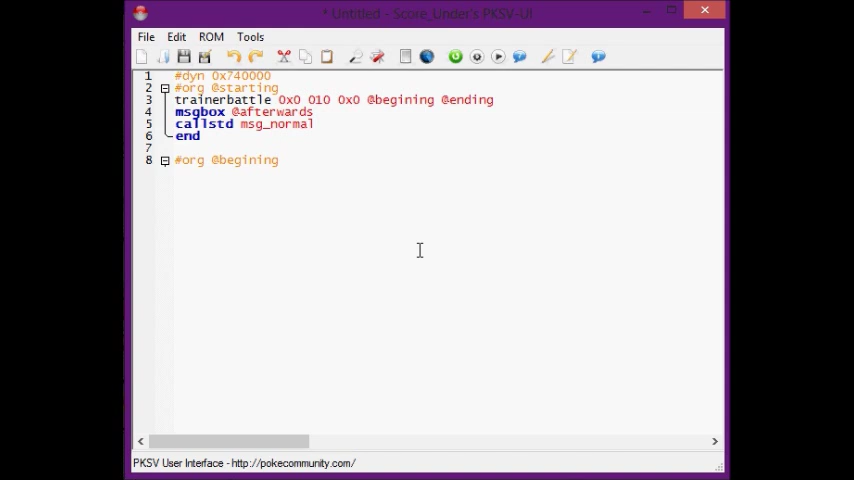 * Untitled - Score_Under's PKSV-UI
File Edit ROM Tools
1 #dyn 0x740000
2 #org @starting
3 trainerbattle 0x0 010 0x0 @begining @ending
4 msgbox @afterwards
5 callstd msg_normal
6 end
7
8 #org @begining
PKSV User Interface - http://pokecommunity.com/